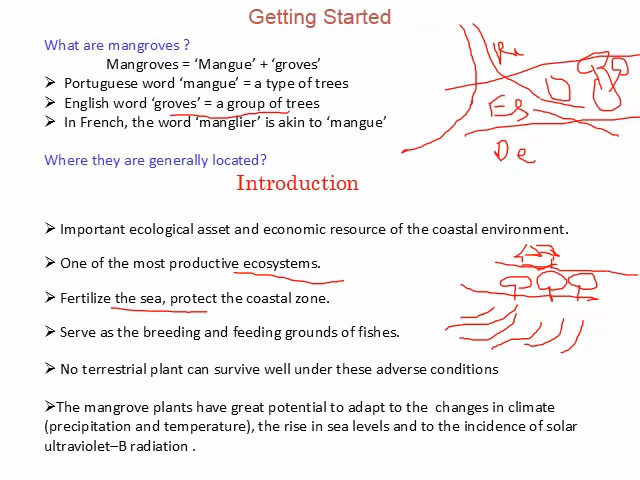 Getting Started
What are mangroves ?
Mangroves = ‘Mangue’ + ‘groves’
➢ Portuguese word ‘mangue’ = a type of trees
➢ English word ‘groves’ = a group of trees
➢ In French, the word ‘manglier’ is akin to ‘mangue’
Where they are generally located?
Introduction
➢ Important ecological asset and economic resource of the coastal environment.
➢ One of the most productive ecosystems.
➢ Fertilize the sea, protect the coastal zone.
➢ Serve as the breeding and feeding grounds of fishes.
➢ No terrestrial plant can survive well under these adverse conditions
➢The mangrove plants have great potential to adapt to the changes in climate
(precipitation and temperature), the rise in sea levels and to the incidence of solar
ultraviolet–B radiation .
Es
De